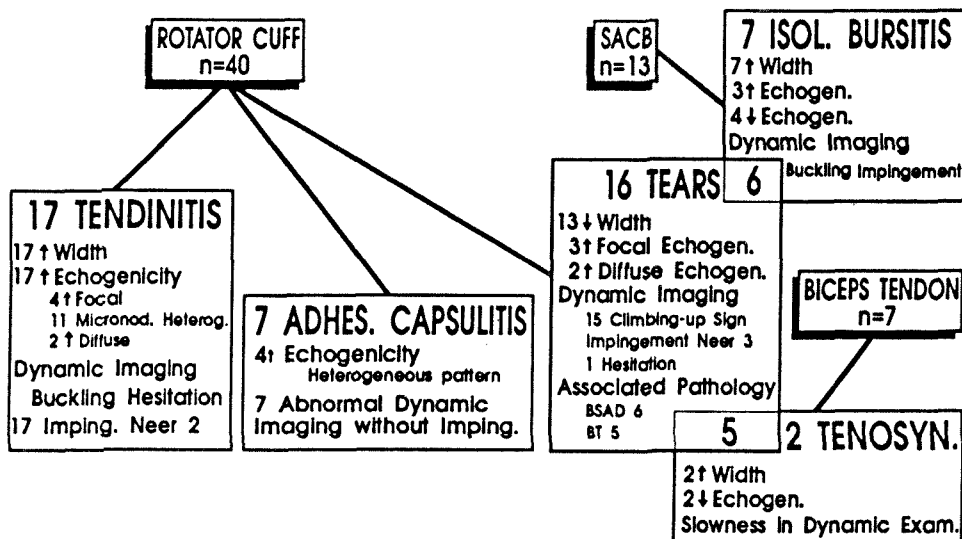 ROTATOR CUFF
n=40
SACB
n=13
7 ISOL. BURSITIS
7↑ Width
3↑ Echogen.
4↓ Echogen.
Dynamic Imaging
Buckling Impingement
6
16 TEARS
13↓ Width
3↑ Focal Echogen.
2↑ Diffuse Echogen.
Dynamic Imaging
15 Climbing-up Sign
Impingement Neer 3
1 Hesitation
Associated Pathology
BSAD 6
BT 5
17 TENDINITIS
17 ↑ Width
17 ↑ Echogenicity
4↑ Focal
11 Micronod. Heterog.
2 ↑ Diffuse
Dynamic Imaging
Buckling Hesitation
17 Imping. Neer 2
7 ADHES. CAPSULITIS
4↑ Echogenicity
Heterogeneous pattern
7 Abnormal Dynamic
Imaging without Imping.
BICEPS TENDON
n=7
5
2 TENOSYN.
2↑ Width
2↓ Echogen.
Slowness in Dynamic Exam.